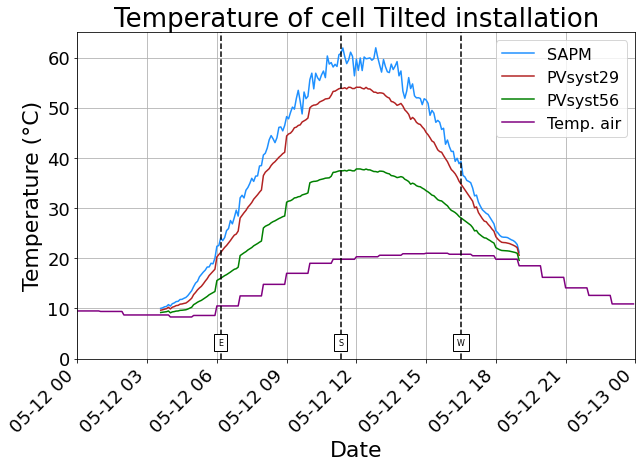 Temperature of cell Tilted installation
Temperature (°C)
60
50
40
30
20
10
0
SAPM
PVsyst29
PVsyst56
Temp. air
E
S
W
05-12 00
05-12 03
05-12 06
05-12 09
05-12 12
05-12 15
05-12 18
05-12 21
05-13 00
Date